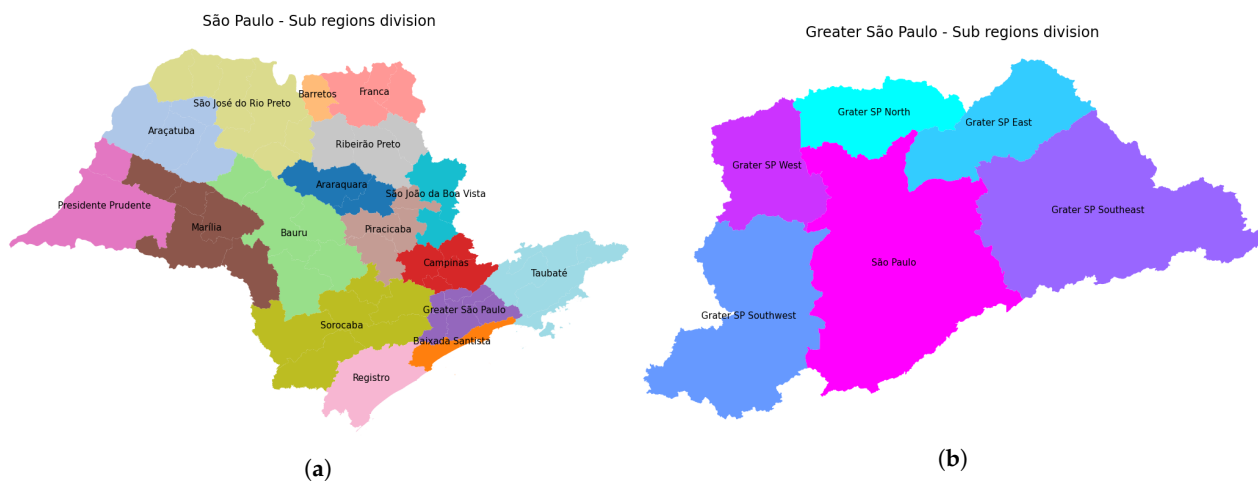 São Paulo - Sub regions division
São José do Rio Preto
Barretos
Franca
Araçatuba
Ribeirão Preto
Araraquara
São João da Boa Vista
Presidente Prudente
Marília
Bauru
Piracicaba
Campinas
Taubaté
Greater São Paulo
Sorocaba
Baixada Santista
Registro
(a)
Greater São Paulo - Sub regions division
Grater SP North
Grater SP East
Grater SP West
Grater SP Southeast
São Paulo
Grater SP Southwest
(b)